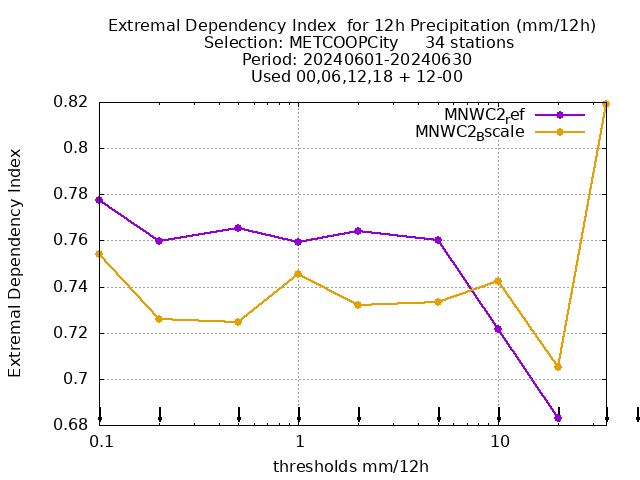 Extremal Dependency Index  for 12h Precipitation (mm/12h)
Selection: METCOOPCity     34 stations
Period: 20240601-20240630
Used 00,06,12,18 + 12-00
MNWC2ref
MNWC2Bscale
0.82
0.8
0.78
0.76
0.74
0.72
0.7
0.68
Extremal Dependency Index
0.1
1
10
thresholds mm/12h